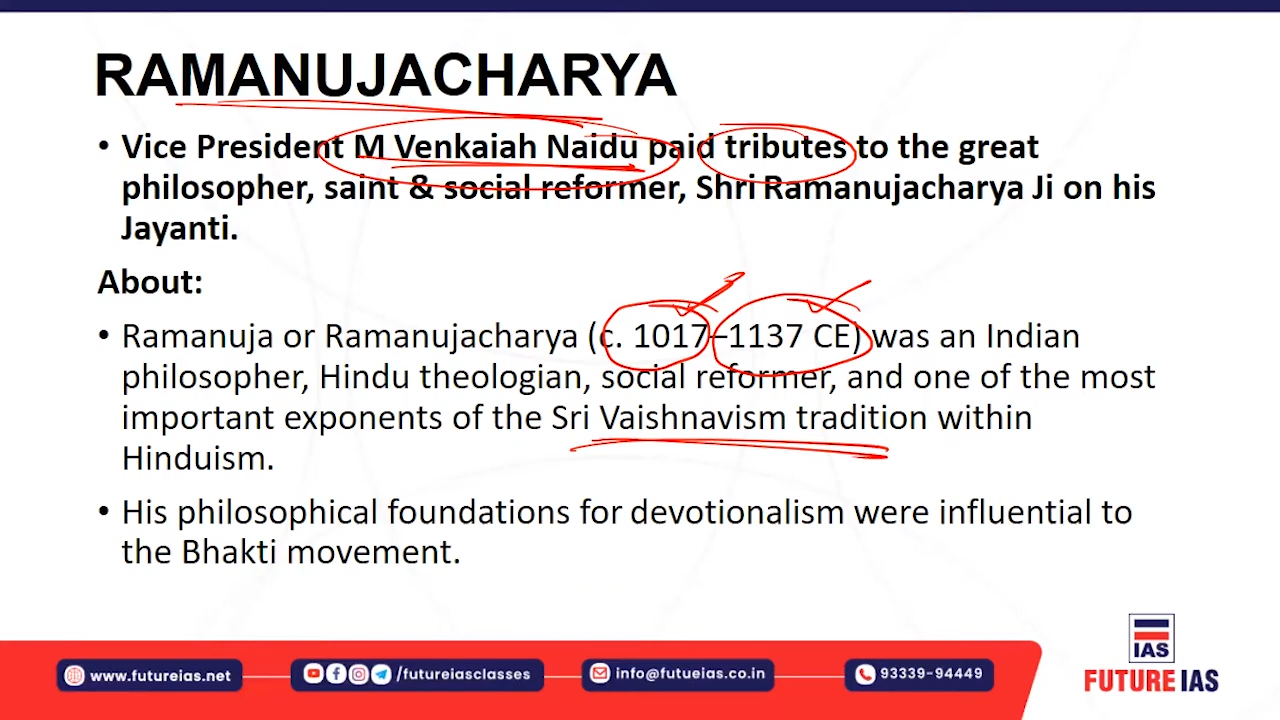 RAMANUJACHARYA
• Vice President M Venkaiah Naidu paid tributes to the great
philosopher, saint & social reformer, Shri Ramanujacharya Ji on his
Jayanti.
About:
• Ramanuja or Ramanujacharya (c. 1017–1137 CE) was an Indian
philosopher, Hindu theologian, social reformer, and one of the most
important exponents of the Sri Vaishnavism tradition within
Hinduism.
• His philosophical foundations for devotionalism were influential to
the Bhakti movement.
www.futureias.net
/futureiasclasses
info@futueias.co.in
93339-94449
IAS
FUTURE IAS